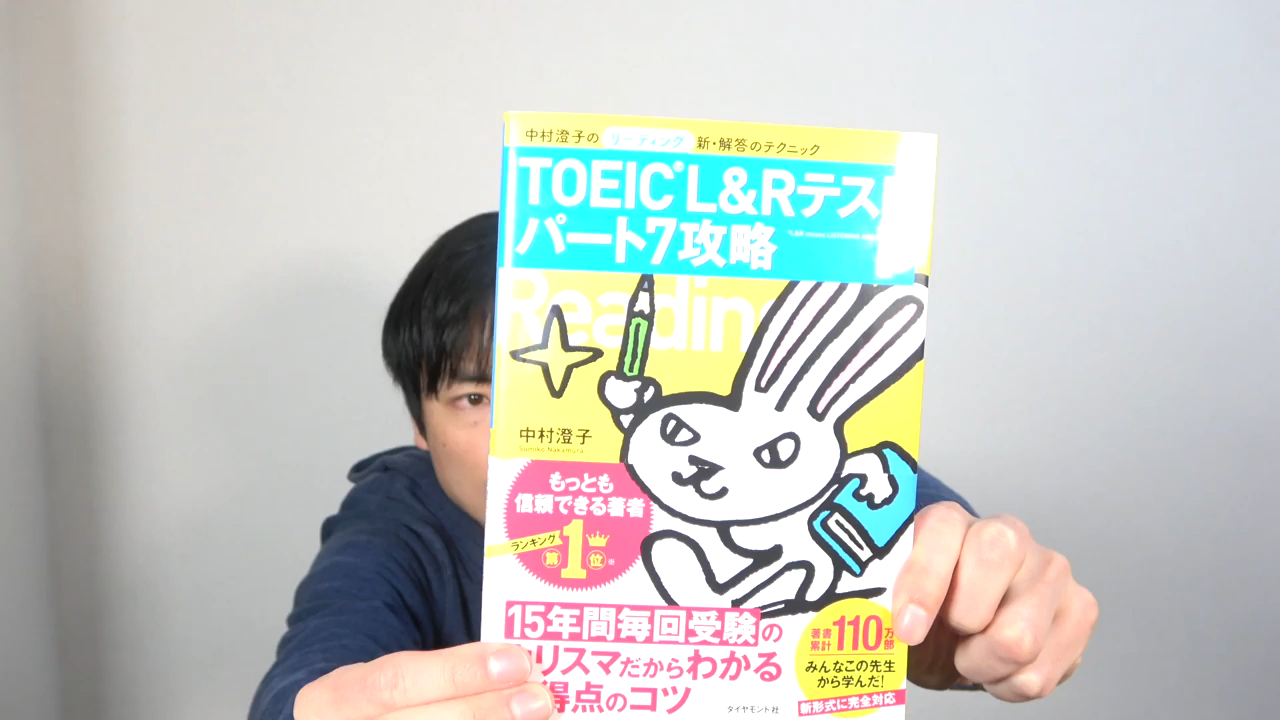 中村澄子の リーディング 新・解答のテクニック
TOEIC® L&Rテス
パート7攻略
Reading
中村澄子
Sumiko Nakamura
もっとも
信頼できる著者
ランキング
第1位※
15年間毎回受験の
リスマだからわかる
得点のコツ
著書
累計110万部
みんなこの先生
から学んだ!
新形式に完全対応
ダイヤモンド社